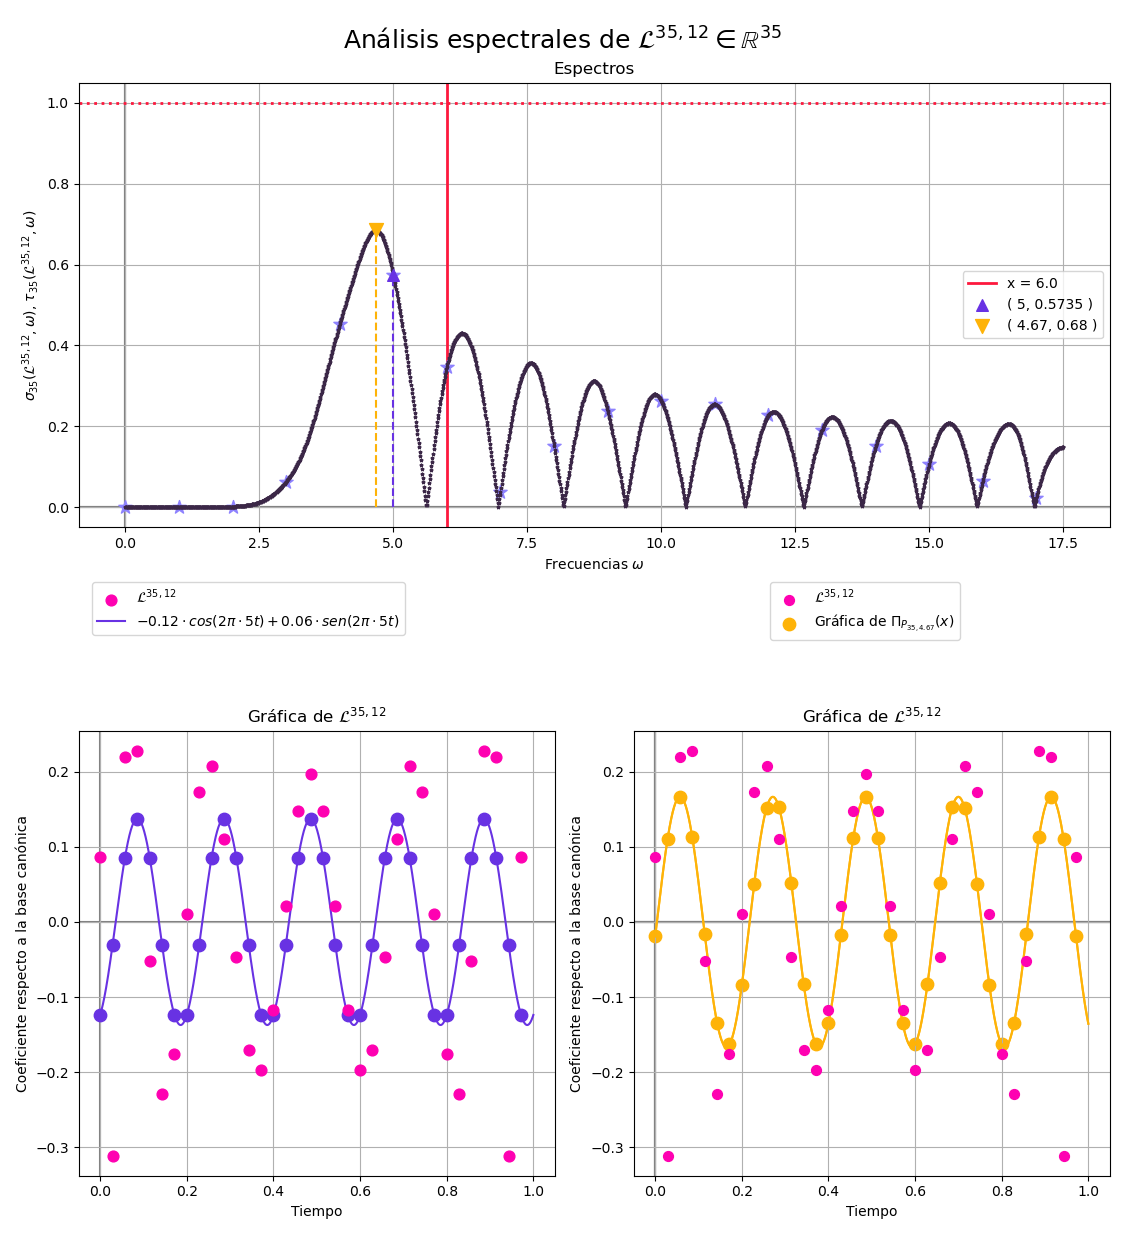 Análisis espectrales de 𝓛^{35,12} ∈ ℝ^{35}
Espectros
1.0
0.8
0.6
0.4
0.2
0.0
σ_{35}(𝓛^{35,12}, ω), τ_{35}(𝓛^{35,12}, ω)
x = 6.0
( 5, 0.5735 )
( 4.67, 0.68 )
0.0 2.5 5.0 7.5 10.0 12.5 15.0 17.5
Frecuencias ω
𝓛^{35,12}
−0.12 · cos(2π · 5t) + 0.06 · sen(2π · 5t)
𝓛^{35,12}
Gráfica de Π_{P_{35,4.67}}(x)
Gráfica de 𝓛^{35,12}
0.2
0.1
0.0
−0.1
−0.2
−0.3
Coeficiente respecto a la base canónica
0.0 0.2 0.4 0.6 0.8 1.0
Tiempo
Gráfica de 𝓛^{35,12}
0.2
0.1
0.0
−0.1
−0.2
−0.3
Coeficiente respecto a la base canónica
0.0 0.2 0.4 0.6 0.8 1.0
Tiempo